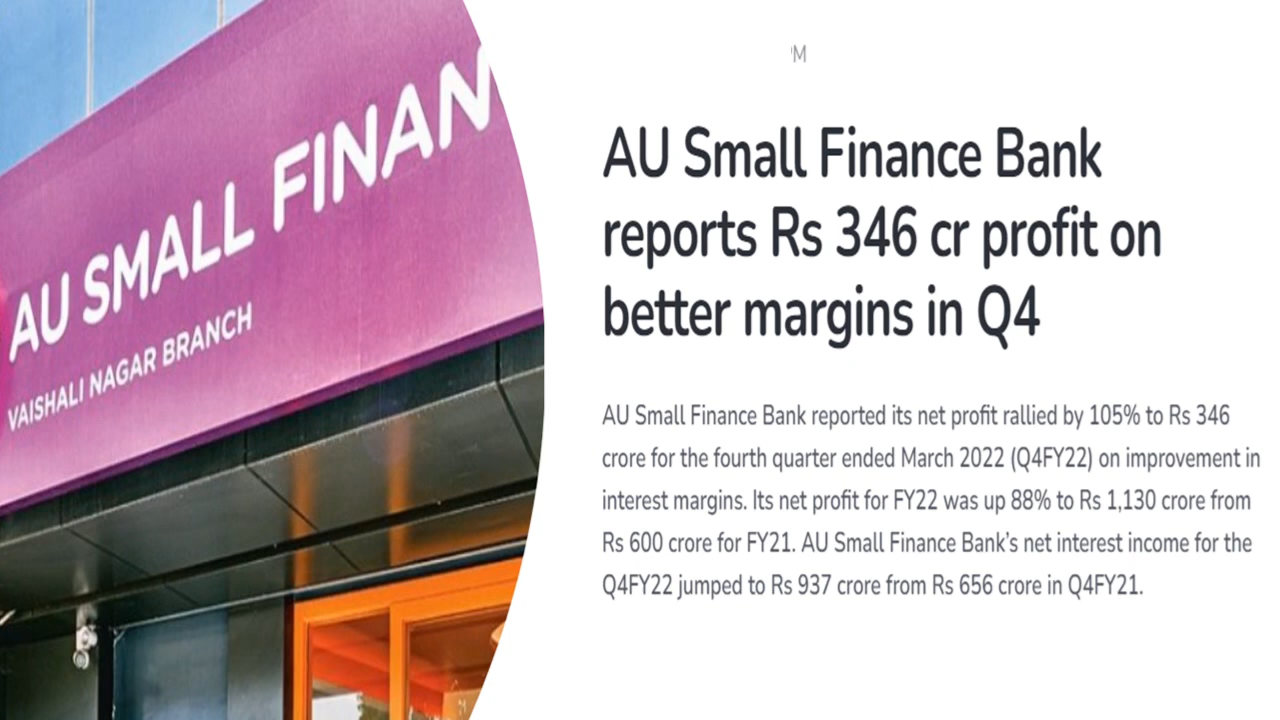 AU SMALL FINAN
VAISHALI NAGAR BRANCH
PM
AU Small Finance Bank
reports Rs 346 cr profit on
better margins in Q4
AU Small Finance Bank reported its net profit rallied by 105% to Rs 346
crore for the fourth quarter ended March 2022 (Q4FY22) on improvement in
interest margins. Its net profit for FY22 was up 88% to Rs 1,130 crore from
Rs 600 crore for FY21. AU Small Finance Bank’s net interest income for the
Q4FY22 jumped to Rs 937 crore from Rs 656 crore in Q4FY21.